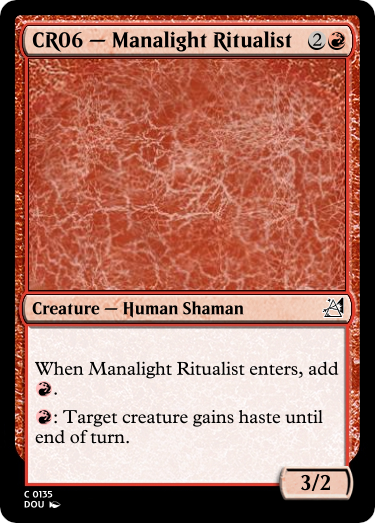 CR06 — Manalight Ritualist 2
Creature — Human Shaman
When Manalight Ritualist enters, add
.
: Target creature gains haste until
end of turn.
3/2
C 0135
DOU